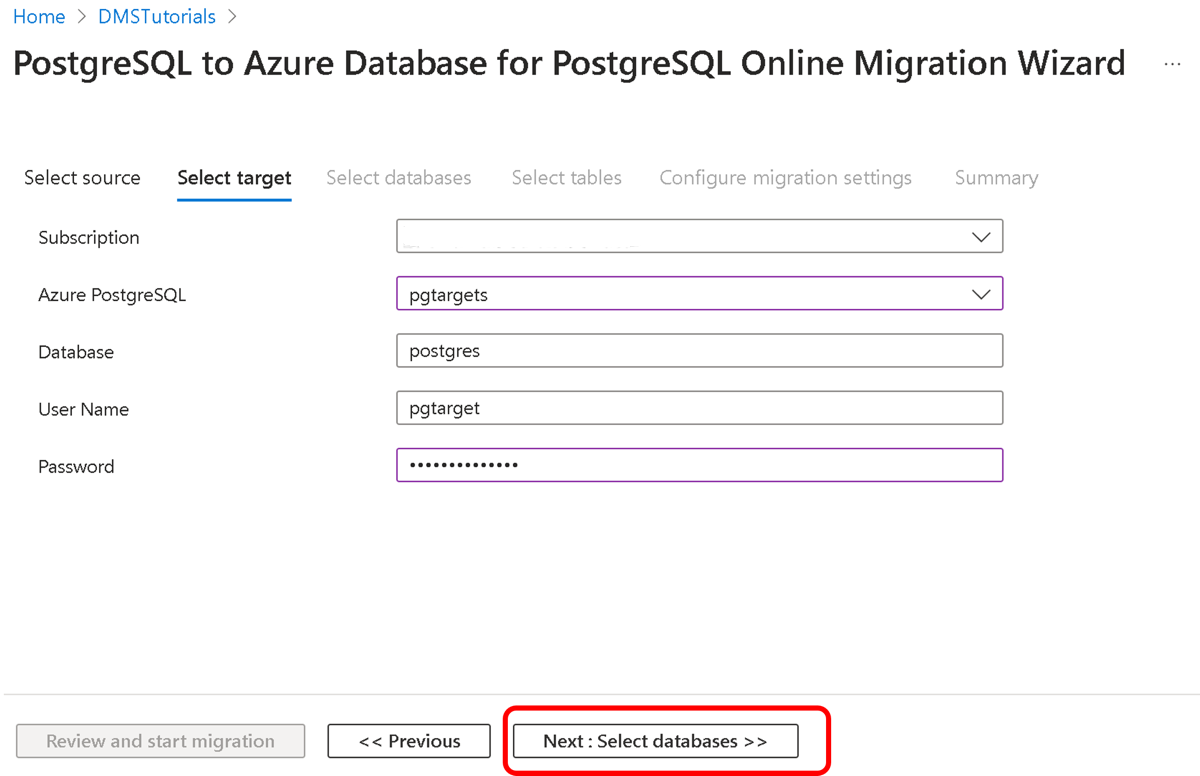 Home > DMSTutorials >
PostgreSQL to Azure Database for PostgreSQL Online Migration Wizard ...
Select source Select target Select databases Select tables Configure migration settings Summary
Subscription
Azure PostgreSQL pgtargets
Database postgres
User Name pgtarget
Password ••••••••••••••
Review and start migration << Previous Next : Select databases >>